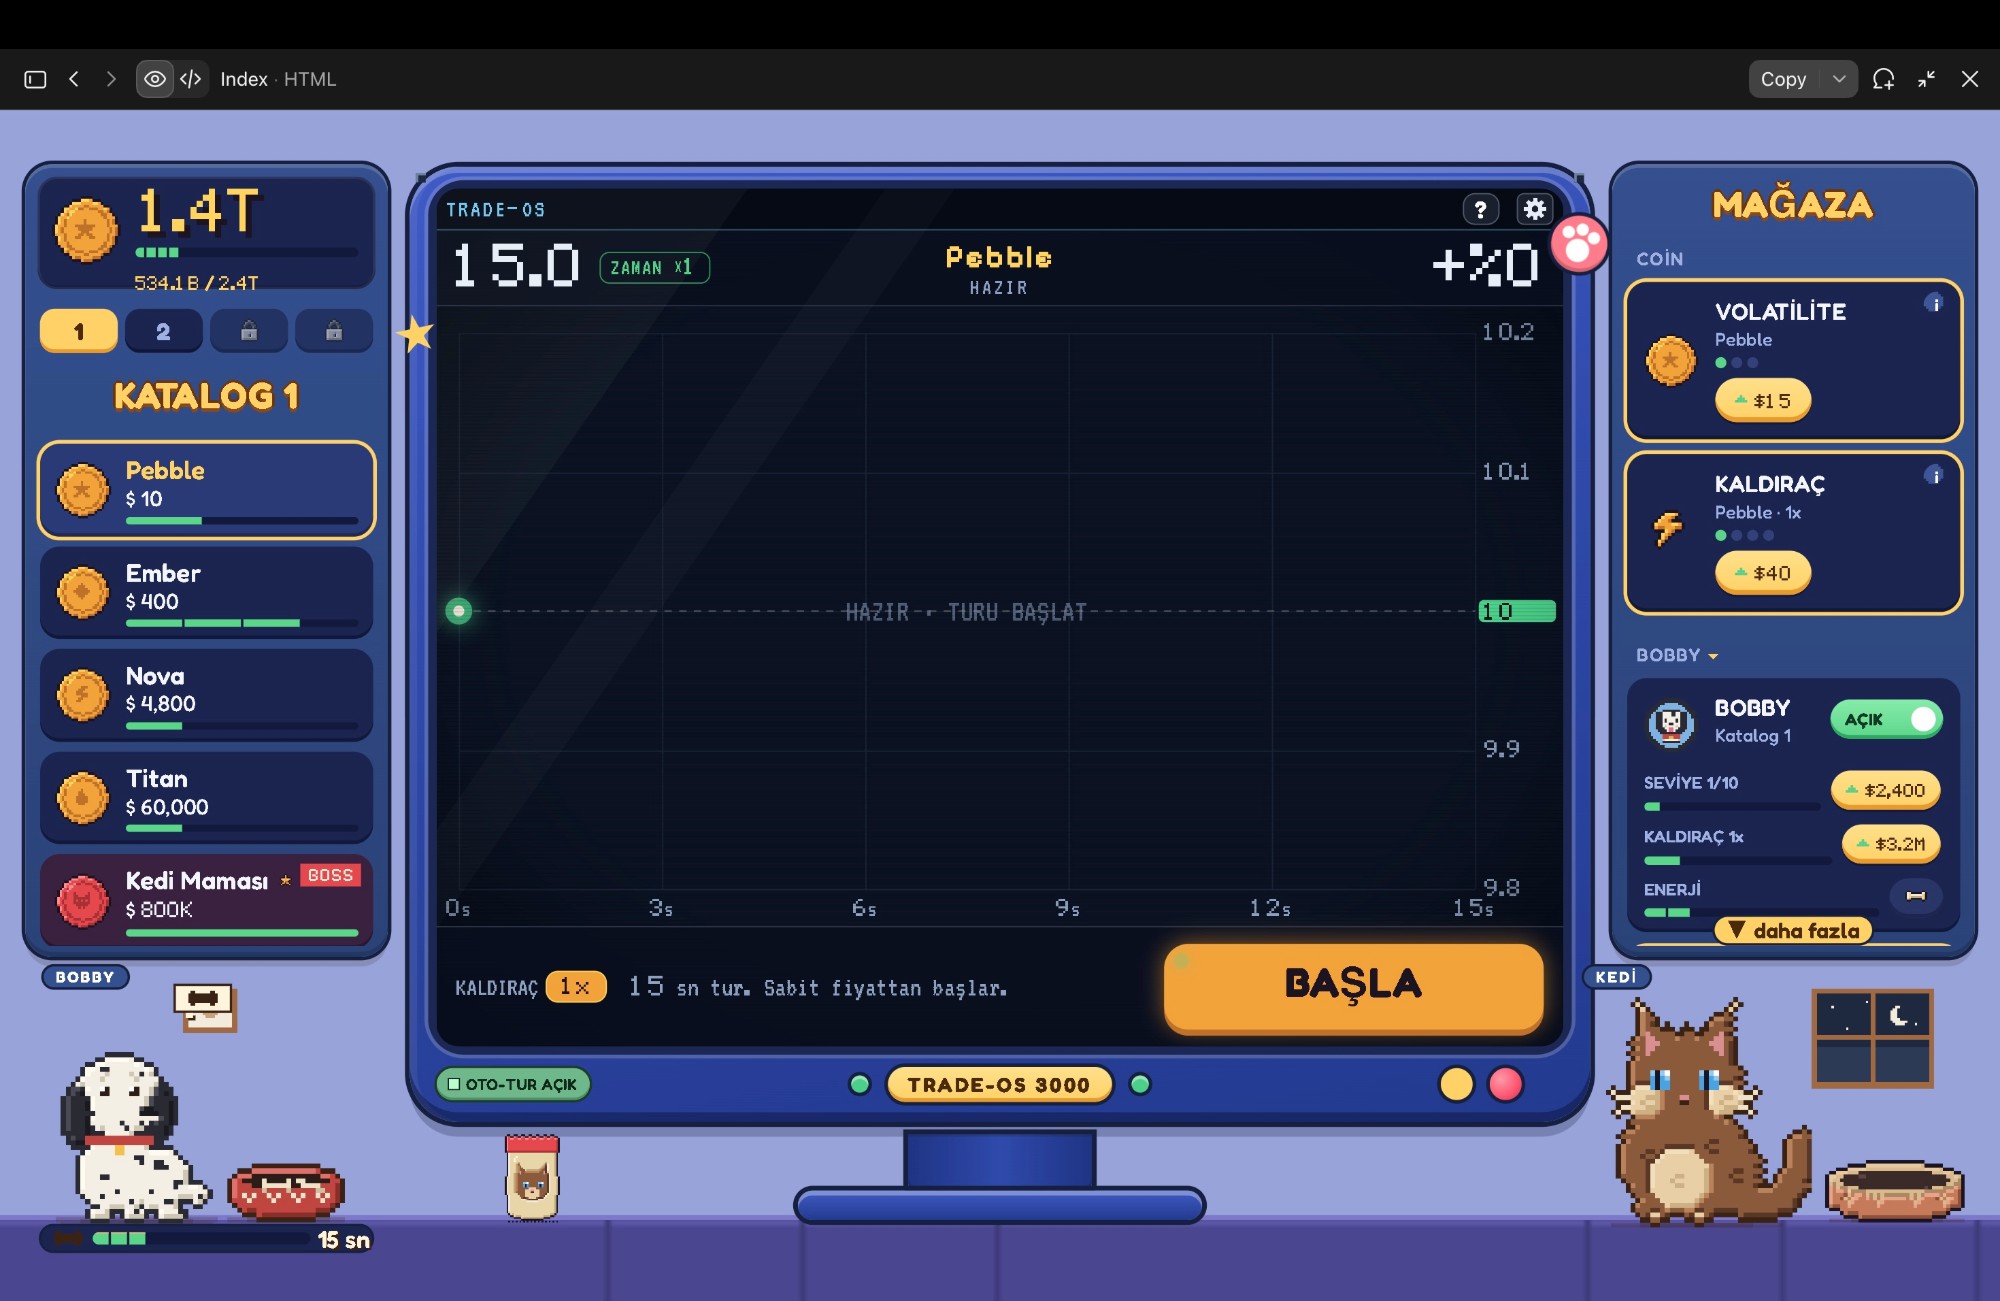 Index · HTML
Copy
1.4T
534.1B / 2.4T
1
2
KATALOG 1
Pebble
$ 10
Ember
$ 400
Nova
$ 4,800
Titan
$ 60,000
Kedi Maması
BOSS
$ 800K
BOBBY
15 sn
TRADE-OS
?
15.0
ZAMAN x1
Pebble
HAZIR
+%0
10.2
10.1
10
9.9
9.8
HAZIR · TURU BAŞLAT
0s
3s
6s
9s
12s
15s
KALDIRAÇ 1x
15 sn tur. Sabit fiyattan başlar.
BAŞLA
OTO-TUR AÇIK
TRADE-OS 3000
MAĞAZA
COİN
VOLATİLİTE
i
Pebble
$15
KALDIRAÇ
i
Pebble · 1x
$40
BOBBY
BOBBY
Katalog 1
AÇIK
SEVİYE 1/10
$2,400
KALDIRAÇ 1x
$3.2M
ENERJİ
▼ daha fazla
KEDİ